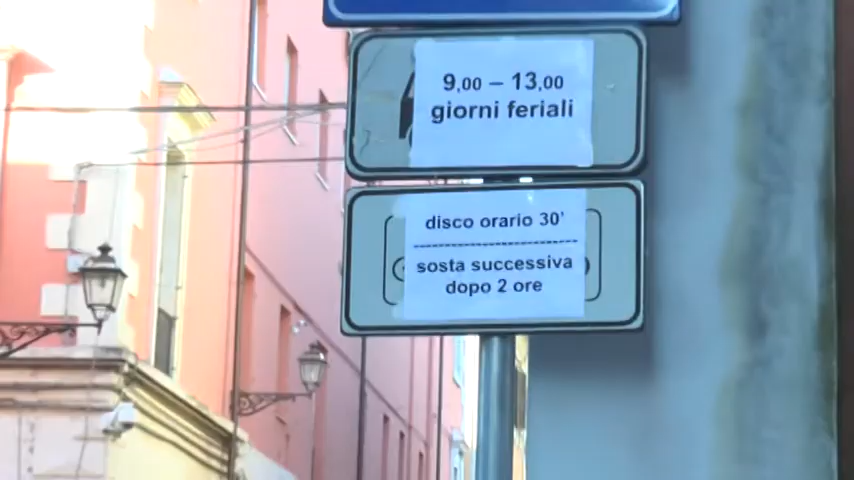 9,00 – 13,00
giorni feriali
disco orario 30'
sosta successiva
dopo 2 ore